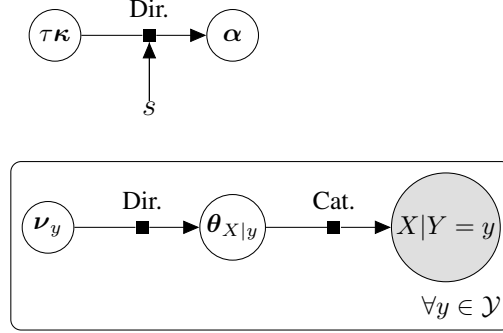 Dir.
τκ α
s
Dir. Cat.
ν_y θ_{X|y} X|Y = y
∀y ∈ 𝒴